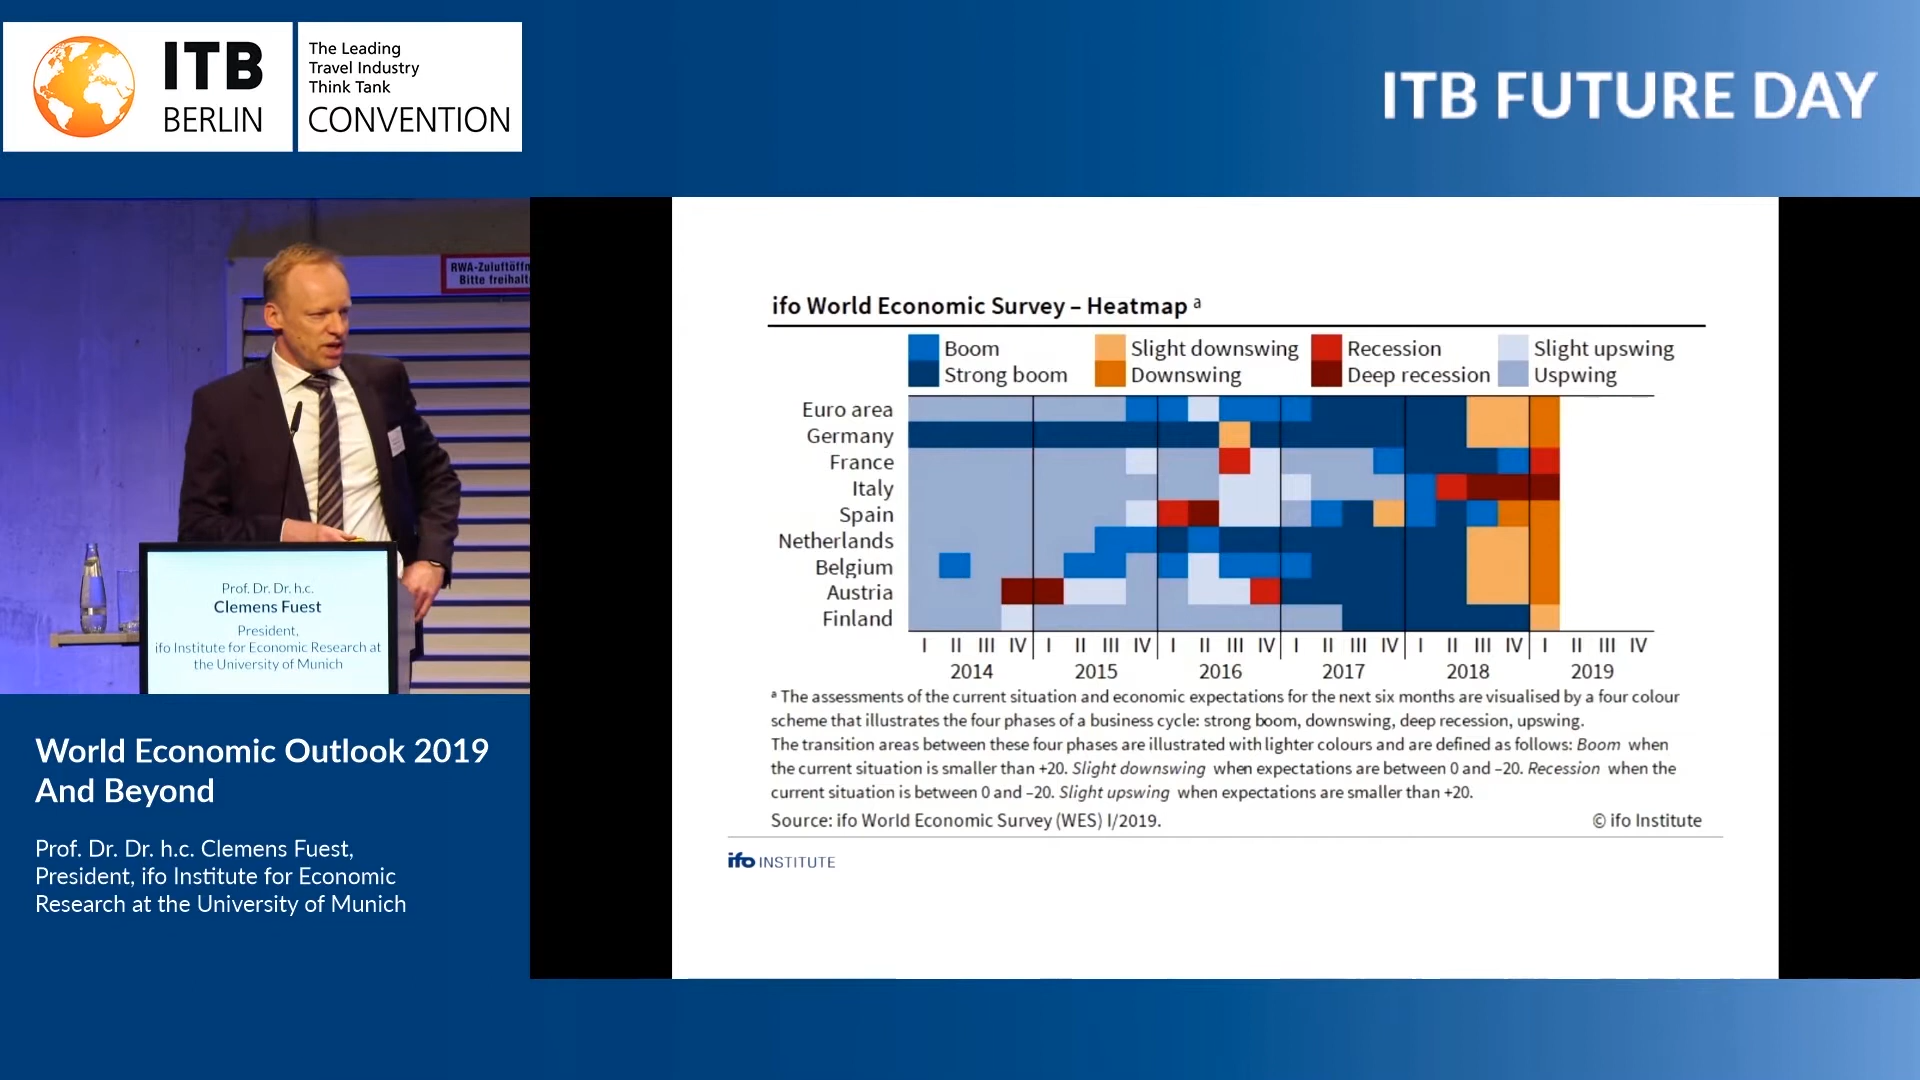 ITB
BERLIN
The Leading
Travel Industry
Think Tank
CONVENTION
ITB FUTURE DAY
RWA-Zuluftöffn
Bitte freihalt
Prof. Dr. Dr. h.c.
Clemens Fuest
President,
ifo Institute for Economic Research at
the University of Munich
World Economic Outlook 2019
And Beyond
Prof. Dr. Dr. h.c. Clemens Fuest,
President, ifo Institute for Economic
Research at the University of Munich
ifo World Economic Survey – Heatmap ᵃ
Boom Slight downswing Recession Slight upswing
Strong boom Downswing Deep recession Uspwing
Euro area
Germany
France
Italy
Spain
Netherlands
Belgium
Austria
Finland
I II III IV I II III IV I II III IV I II III IV I II III IV I II III IV
2014 2015 2016 2017 2018 2019
ᵃ The assessments of the current situation and economic expectations for the next six months are visualised by a four colour
scheme that illustrates the four phases of a business cycle: strong boom, downswing, deep recession, upswing.
The transition areas between these four phases are illustrated with lighter colours and are defined as follows: Boom when
the current situation is smaller than +20. Slight downswing when expectations are between 0 and –20. Recession when the
current situation is between 0 and –20. Slight upswing when expectations are smaller than +20.
Source: ifo World Economic Survey (WES) I/2019. © ifo Institute
ifo INSTITUTE